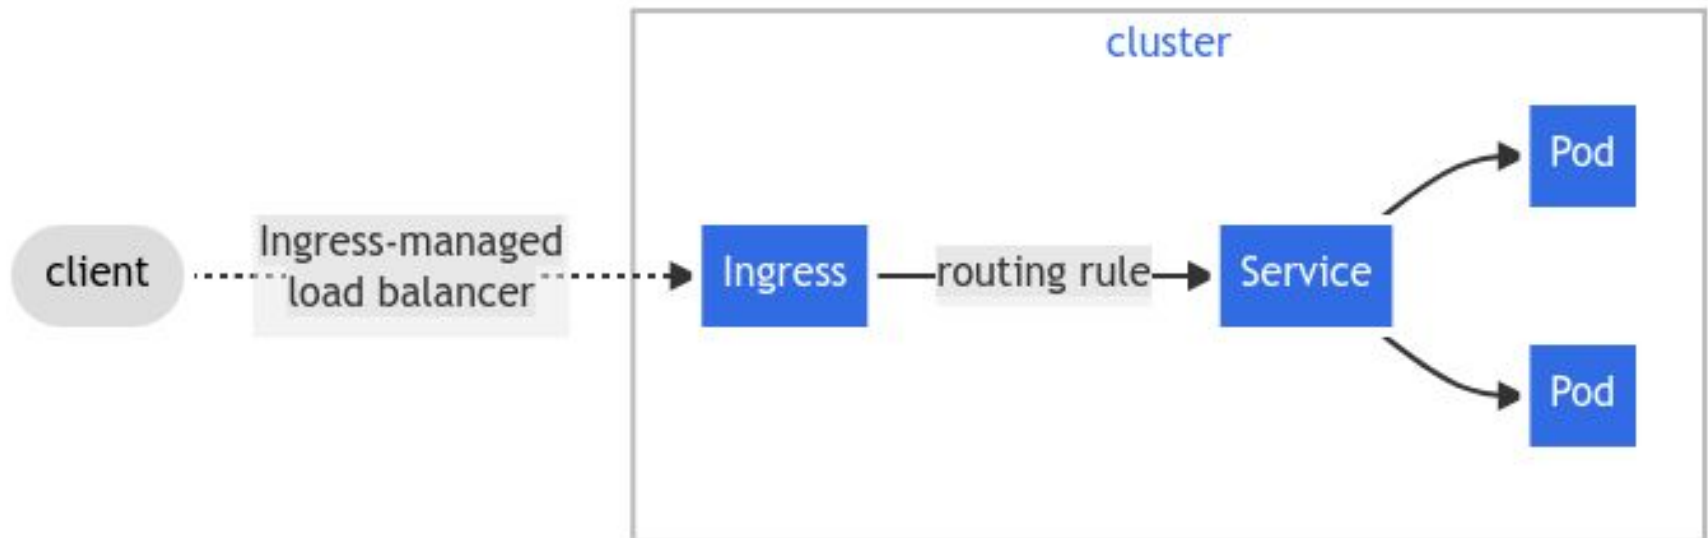 cluster
client
Ingress-managed
load balancer
Ingress
routing rule
Service
Pod
Pod